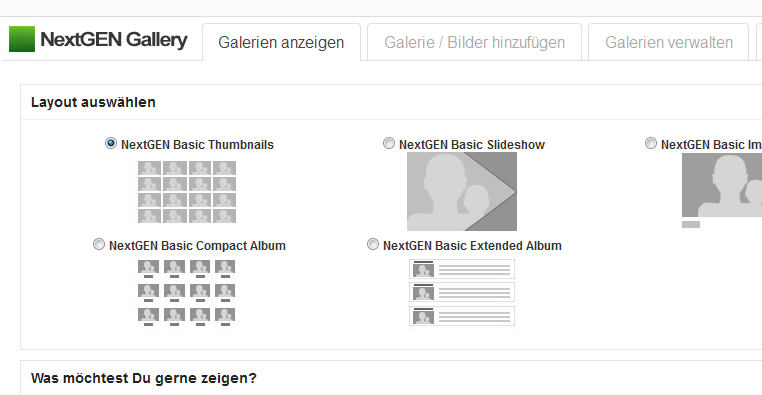 NextGEN Gallery
Galerien anzeigen
Galerie / Bilder hinzufügen
Galerien verwalten
Layout auswählen
NextGEN Basic Thumbnails
NextGEN Basic Slideshow
NextGEN Basic Im
NextGEN Basic Compact Album
NextGEN Basic Extended Album
Was möchtest Du gerne zeigen?